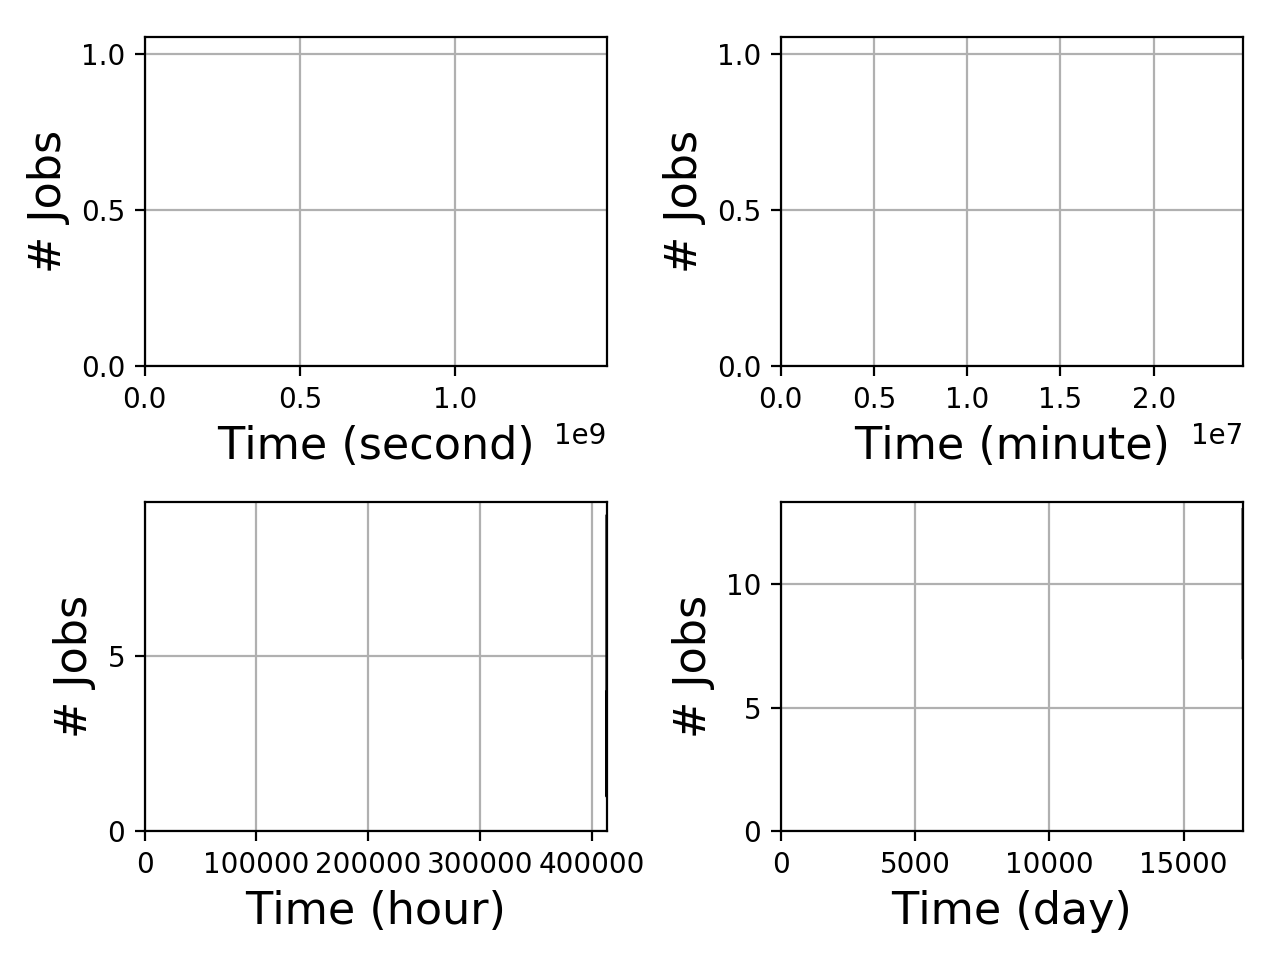 # Jobs
1.0
0.5
0.0
0.0 0.5 1.0
Time (second) 1e9
# Jobs
1.0
0.5
0.0
0.0 0.5 1.0 1.5 2.0
Time (minute) 1e7
# Jobs
5
0
0 100000 200000 300000 400000
Time (hour)
# Jobs
10
5
0
0 5000 10000 15000
Time (day)